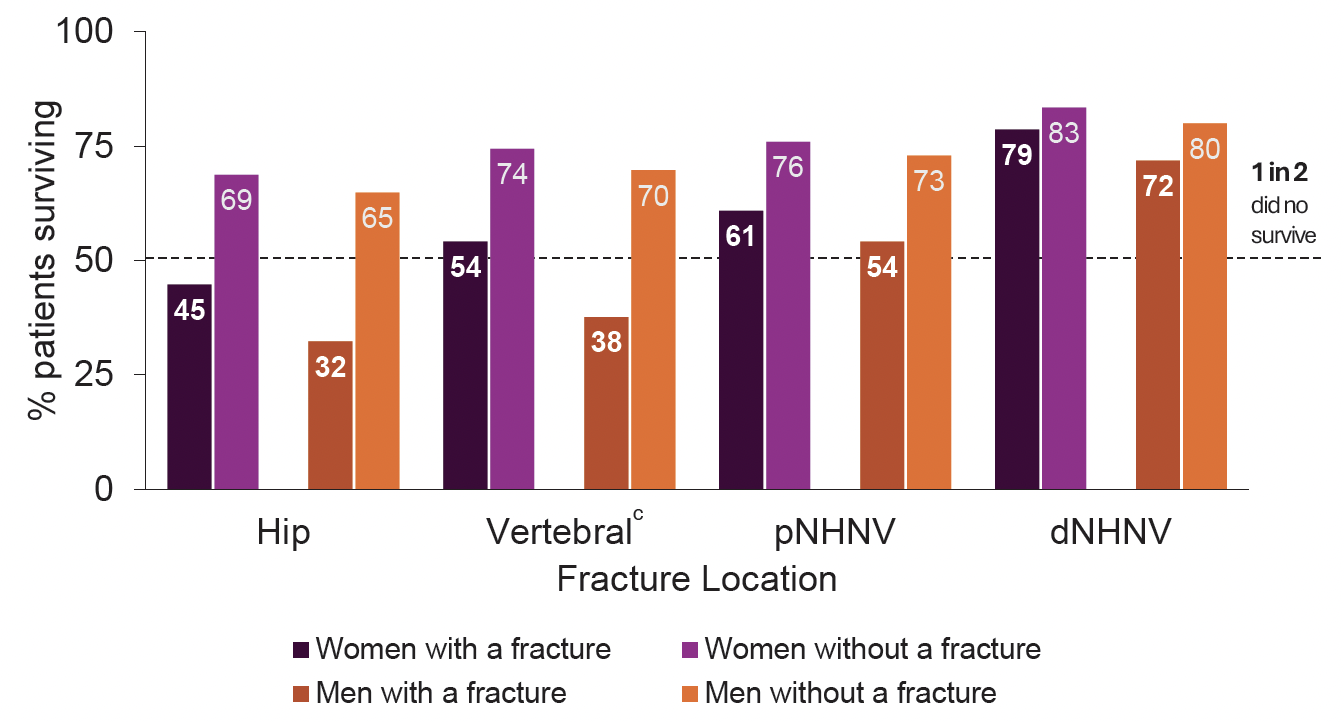 100
75
50
25
0
% patients surviving
69
45
65
32
74
54
70
38
76
61
73
54
83
79
80
72
1 in 2
did no
survive
Hip
Vertebralᶜ
pNHNV
dNHNV
Fracture Location
Women with a fracture
Women without a fracture
Men with a fracture
Men without a fracture